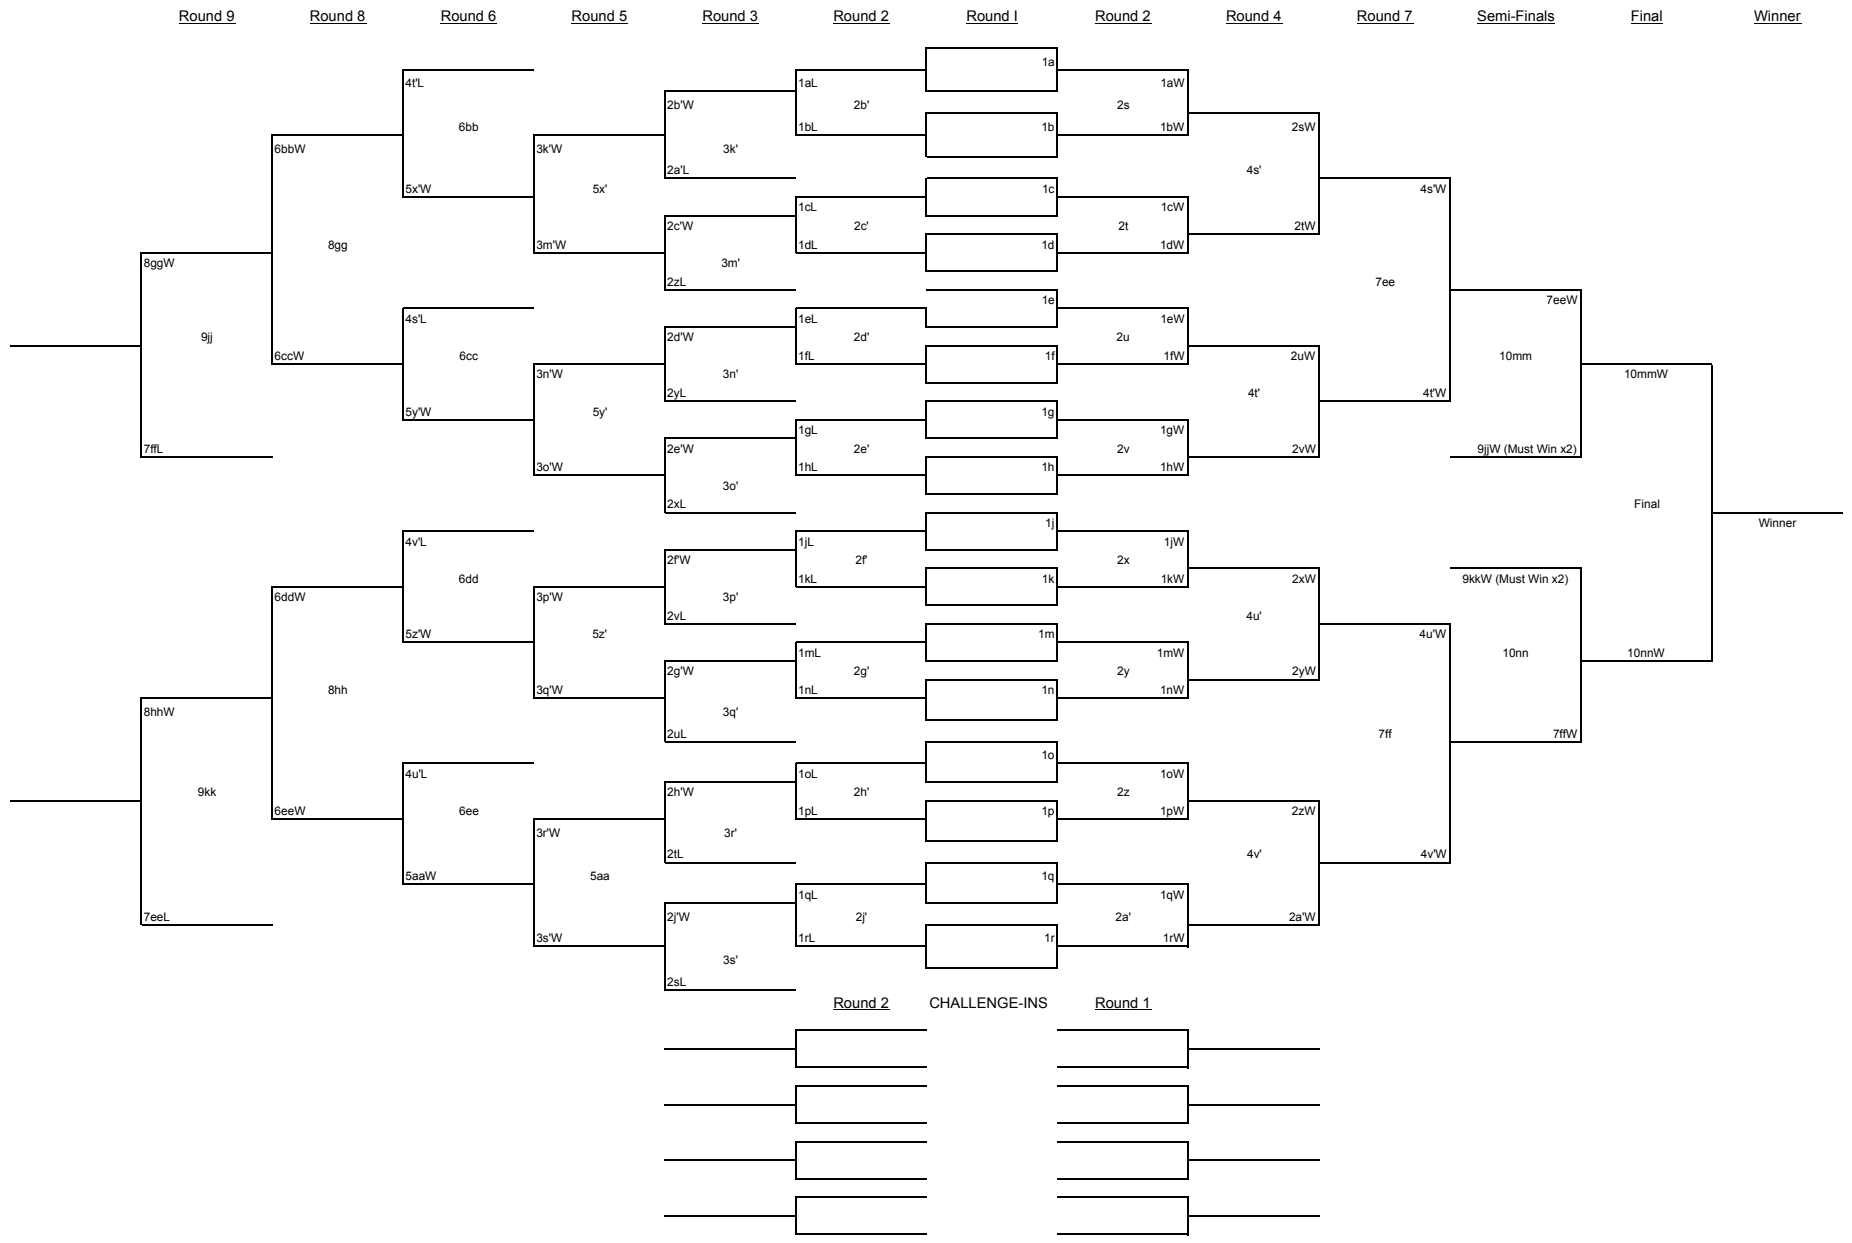 Round 9 Round 8 Round 6 Round 5 Round 3 Round 2 Round I Round 2 Round 4 Round 7 Semi-Finals Final Winner
1a
4t'L 1aL 1aW
2b'W 2b' 2s
6bb 1bL 1b 1bW 2sW
6bbW 3k'W 3k'
2a'L 4s'
5x'W 5x' 1c 4s'W
1cL 1cW
2c'W 2c' 2t 2tW
8gg 3m'W 1dL 1d 1dW
8ggW 3m'
2zL 7ee
1e 7eeW
4s'L 1eL 1eW
9jj 2d'W 2d' 2u
6ccW 6cc 1fL 1f 1fW 2uW 10mm
3n'W 3n' 10mmW
2yL 4t' 4t'W
5y'W 5y' 1g
1gL 1gW
7ffL 2e'W 2e' 2v 2vW 9jjW (Must Win x2)
3o'W 1hL 1h 1hW
3o'
2xL Final
1j Winner
4v'L 1jL 1jW
2f'W 2f' 2x
6dd 1kL 1k 1kW 2xW 9kkW (Must Win x2)
6ddW 3p'W 3p'
2vL 4u'
5z'W 5z' 1m 4u'W
1mL 1mW 10nn 10nnW
2g'W 2g' 2y 2yW
8hh 3q'W 1nL 1n 1nW
8hhW 3q'
2uL 7ff 7ffW
1o
4u'L 1oL 1oW
9kk 2h'W 2h' 2z
6eeW 6ee 1pL 1p 1pW 2zW
3r'W 3r'
2tL 4v' 4v'W
5aaW 5aa 1q
1qL 1qW
7eeL 2j'W 2j' 2a' 2a'W
3s'W 1rL 1r 1rW
3s'
2sL
Round 2 CHALLENGE-INS Round 1